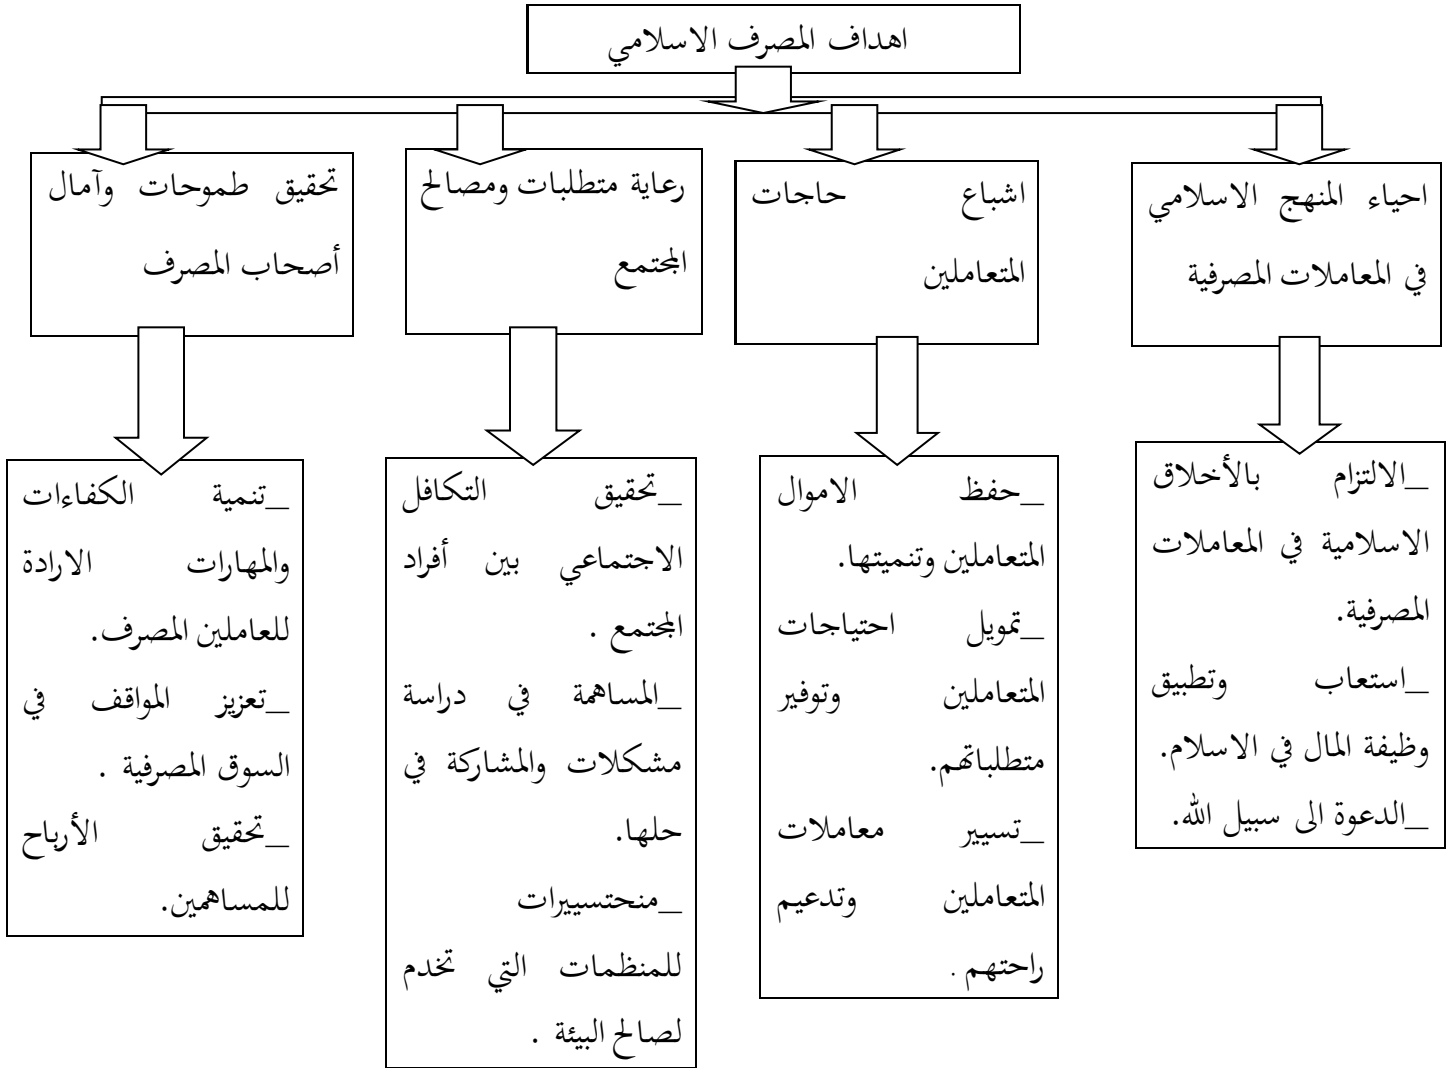 اهداف المصرف الاسلامي
احياء المنهج الاسلامي
في المعاملات المصرفية
اشباع حاجات
المتعاملين
رعاية متطلبات ومصالح
المجتمع
تحقيق طموحات وآمال
أصحاب المصرف
_الالتزام بالأخلاق
الاسلامية في المعاملات
المصرفية.
_استعاب وتطبيق
وظيفة المال في الاسلام.
_الدعوة الى سبيل الله.
_حفظ الاموال
المتعاملين وتنميتها.
_تمويل احتياجات
المتعاملين وتوفير
متطلباتهم.
_تسيير معاملات
المتعاملين وتدعيم
راحتهم .
_تحقيق التكافل
الاجتماعي بين أفراد
المجتمع .
_المساهمة في دراسة
مشكلات والمشاركة في
حلها.
_منحتسييرات
للمنظمات التي تخدم
لصالح البيئة .
_تنمية الكفاءات
والمهارات الارادة
للعاملين المصرف.
_تعزيز المواقف في
السوق المصرفية .
_تحقيق الأرباح
للمساهمين.